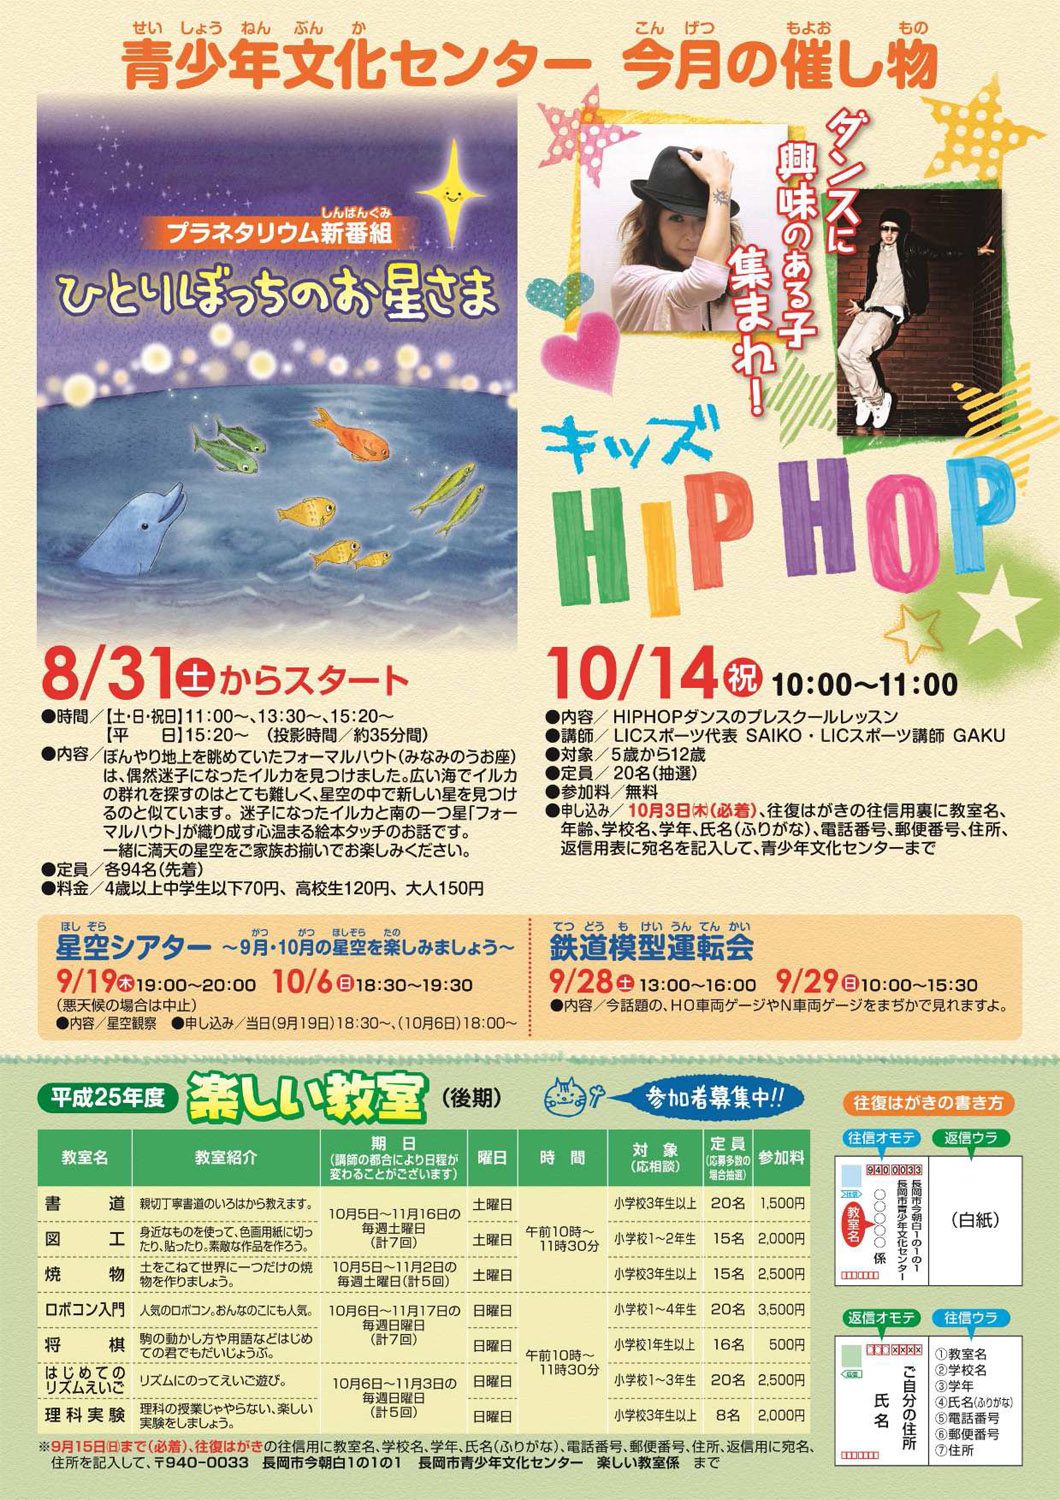 せい しょう ねん ぶん か
こん げつ もよお もの
青少年文化センター 今月の催し物
しんばんぐみ
プラネタリウム新番組
ひとりぼっちのお星さま
8/31土からスタート
●時間／【土・日・祝日】11:00～、13:30～、15:20～
【平 日】15:20～ （投影時間／約35分間）
●内容／ぼんやり地上を眺めていたフォーマルハウト（みなみのうお座）
は、偶然迷子になったイルカを見つけました。広い海でイルカ
の群れを探すのはとても難しく、星空の中で新しい星を見つけ
るのと似ています。迷子になったイルカと南の一つ星「フォー
マルハウト」が織り成す心温まる絵本タッチのお話です。
一緒に満天の星空をご家族お揃いでお楽しみください。
●定員／各94名（先着）
●料金／4歳以上中学生以下70円、高校生120円、大人150円
ダンスに
興味のある子
集まれ！
キッズ
HIP HOP
10/14祝 10:00～11:00
●内容／HIPHOPダンスのプレスクールレッスン
●講師／LICスポーツ代表 SAIKO・LICスポーツ講師 GAKU
●対象／5歳から12歳
●定員／20名（抽選）
●参加料／無料
●申し込み／10月3日木（必着）、往復はがきの往信用裏に教室名、
年齢、学校名、学年、氏名（ふりがな）、電話番号、郵便番号、住所、
返信用表に宛名を記入して、青少年文化センターまで
ほし ぞら がつ がつ ほしぞら たの
星空シアター ～9月・10月の星空を楽しみましょう～
9/19木19:00～20:00 10/6日18:30～19:30
（悪天候の場合は中止）
●内容／星空観察 ●申し込み／当日（9月19日）18:30～、（10月6日）18:00～
てつ どう も けい うん てん かい
鉄道模型運転会
9/28土13:00～16:00 9/29日10:00～15:30
●内容／今話題の、HO車両ゲージやN車両ゲージをまぢかで見れますよ。
平成25年度 楽しい教室（後期）
参加者募集中!!
教室名 教室紹介 期 日（講師の都合により日程が変わることがございます） 曜日 時 間 対 象（応相談） 定員（応募多数の場合抽選） 参加料
書 道 親切丁寧書道のいろはから教えます。 土曜日 小学校3年生以上 20名 1,500円
10月5日～11月16日の
毎週土曜日
（計7回）
図 工 身近なものを使って、色画用紙に切っ
たり、貼ったり。素敵な作品を作ろう。 土曜日 小学校1～2年生 15名 2,000円
午前10時～
11時30分
焼 物 土をこねて世界に一つだけの焼
物を作りましょう。 10月5日～11月2日の
毎週土曜日（計5回） 土曜日 小学校3年生以上 15名 2,500円
ロボコン入門 人気のロボコン。おんなのこにも人気。 日曜日 小学校1～4年生 20名 3,500円
10月6日～11月17日の
毎週日曜日
（計7回）
将 棋 駒の動かし方や用語などはじめ
ての君でもだいじょうぶ。 日曜日 小学校1年生以上 16名 500円
午前10時～
11時30分
はじめての
リズムえいご リズムにのってえいご遊び。 日曜日 小学校1～3年生 20名 2,500円
10月6日～11月3日の
毎週日曜日
（計5回）
理科実験 理科の授業じゃやらない、楽しい
実験をしましょう。 日曜日 小学校3年生以上 8名 2,000円
※9月15日日まで（必着）、往復はがきの往信用に教室名、学校名、学年、氏名（ふりがな）、電話番号、郵便番号、住所、返信用に宛名、
住所を記入して、〒940-0033 長岡市今朝白1の1の1 長岡市青少年文化センター 楽しい教室係 まで
往復はがきの書き方
往信オモテ 返信ウラ
940 0033
往信
長岡市今朝白1の1の1
長岡市青少年文化センター
○○○○○ 係
教室名
（白紙）
返信オモテ 往信ウラ
×××-××××
返信
ご自分の住所
氏名
①教室名
②学校名
③学年
④氏名（ふりがな）
⑤電話番号
⑥郵便番号
⑦住所